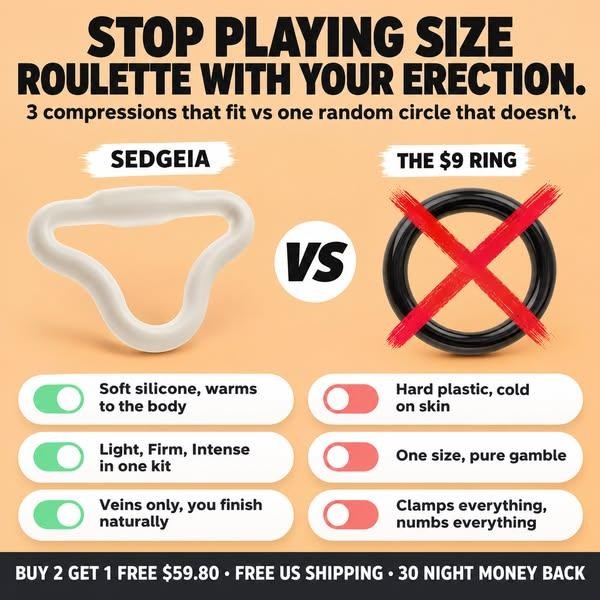 STOP PLAYING SIZE
ROULETTE WITH YOUR ERECTION.
3 compressions that fit vs one random circle that doesn't.
SEDGEIA
THE $9 RING
VS
Soft silicone, warms
to the body
Hard plastic, cold
on skin
Light, Firm, Intense
in one kit
One size, pure gamble
Veins only, you finish
naturally
Clamps everything,
numbs everything
BUY 2 GET 1 FREE $59.80 • FREE US SHIPPING • 30 NIGHT MONEY BACK